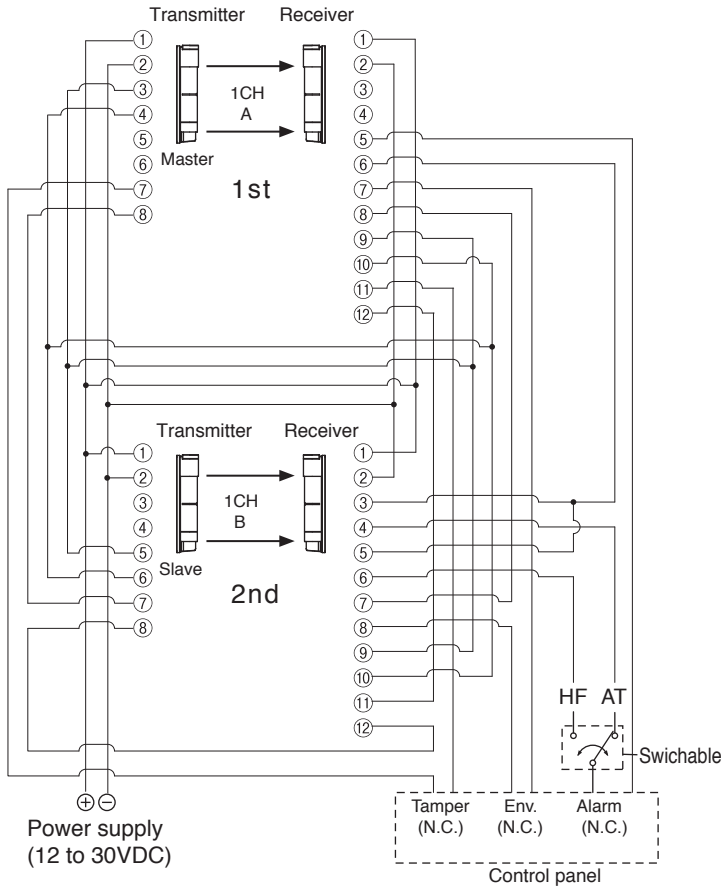 Transmitter Receiver
① ①
② ②
③ 1CH ③
④ A ④
⑤ ⑤
⑥ Master ⑥
⑦ 1st ⑦
⑧ ⑧
⑨
⑩
⑪
⑫
Transmitter Receiver
① ①
② ②
③ 1CH ③
④ B ④
⑤ ⑤
⑥ Slave ⑥
⑦ 2nd ⑦
⑧ ⑧
⑨
⑩
⑪
⑫
HF AT
Swichable
⊕ ⊖
Power supply
(12 to 30VDC)
Tamper Env. Alarm
(N.C.) (N.C.) (N.C.)
Control panel